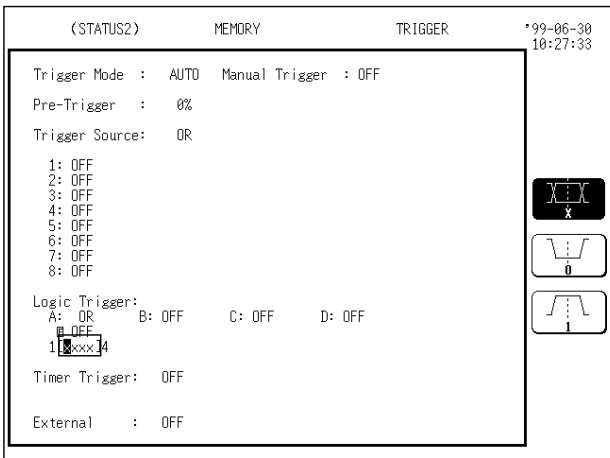 (STATUS2) MEMORY TRIGGER '99-06-30
10:27:33
Trigger Mode : AUTO Manual Trigger : OFF
Pre-Trigger : 0%
Trigger Source: OR
1: OFF
2: OFF
3: OFF
4: OFF
5: OFF
6: OFF
7: OFF
8: OFF
X
0
1
Logic Trigger:
A: OR B: OFF C: OFF D: OFF
F OFF
1[xxxx]4
Timer Trigger: OFF
External : OFF